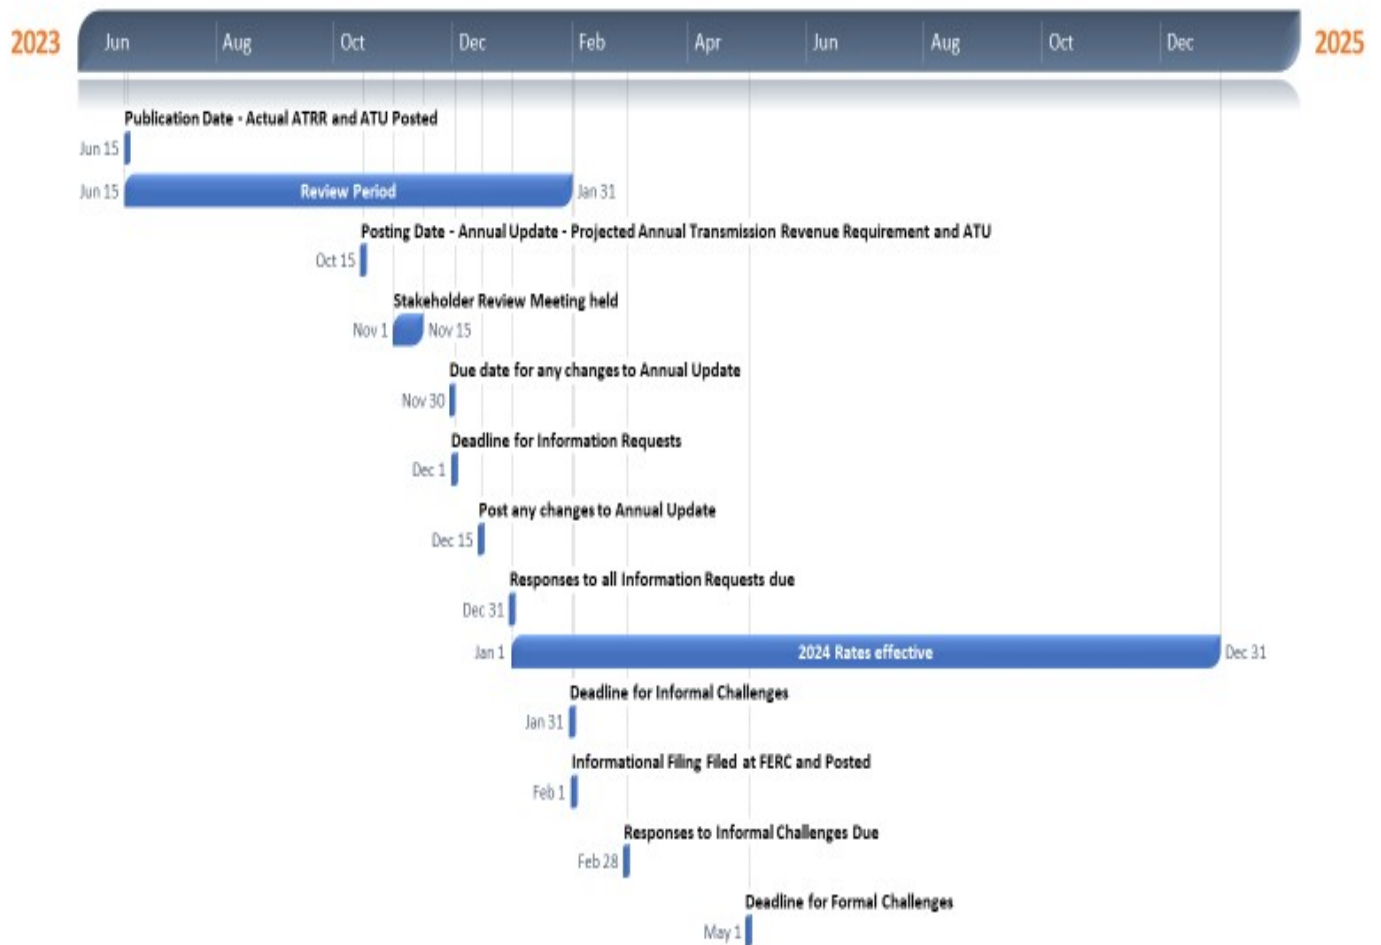 2023 Jun Aug Oct Dec Feb Apr Jun Aug Oct Dec 2025
Publication Date - Actual ATRR and ATU Posted
Jun 15
Jun 15 Review Period Jan 31
Posting Date - Annual Update - Projected Annual Transmission Revenue Requirement and ATU
Oct 15
Stakeholder Review Meeting held
Nov 1 Nov 15
Due date for any changes to Annual Update
Nov 30
Deadline for Information Requests
Dec 1
Post any changes to Annual Update
Dec 15
Responses to all Information Requests due
Dec 31
Jan 1 2024 Rates effective Dec 31
Deadline for Informal Challenges
Jan 31
Informational Filing Filed at FERC and Posted
Feb 1
Responses to Informal Challenges Due
Feb 28
Deadline for Formal Challenges
May 1